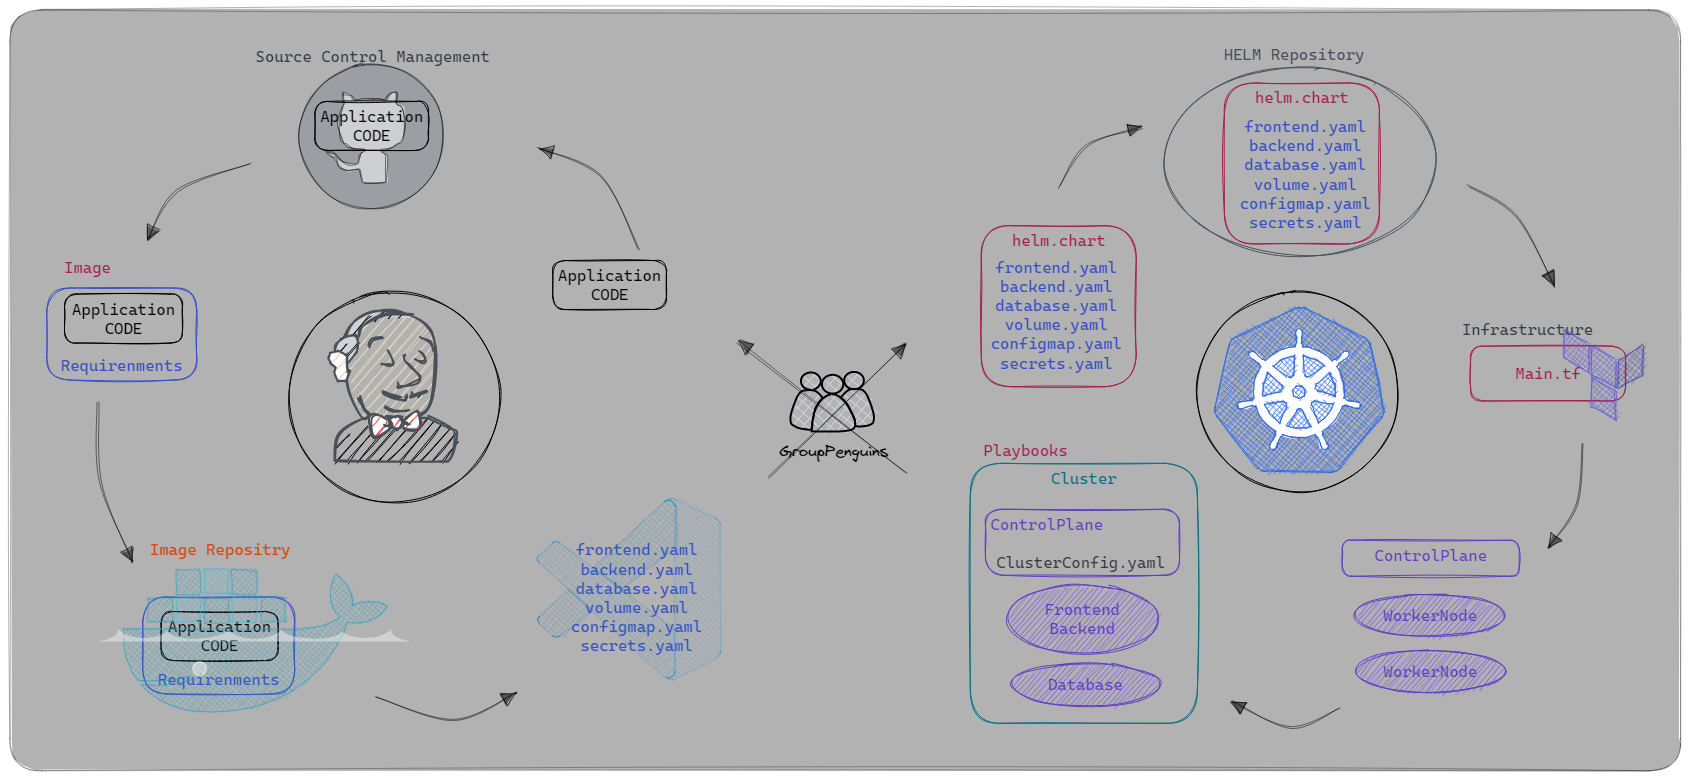 Source Control Management
Application
CODE
Application
CODE
Image
Application
CODE
Requirenments
Image Repositry
Application
CODE
Requirenments
frontend.yaml
backend.yaml
database.yaml
volume.yaml
configmap.yaml
secrets.yaml
GroupPenguins
helm.chart
frontend.yaml
backend.yaml
database.yaml
volume.yaml
configmap.yaml
secrets.yaml
HELM Repository
helm.chart
frontend.yaml
backend.yaml
database.yaml
volume.yaml
configmap.yaml
secrets.yaml
Infrastructure
Main.tf
ControlPlane
WorkerNode
WorkerNode
Playbooks
Cluster
ControlPlane
ClusterConfig.yaml
Frontend
Backend
Database